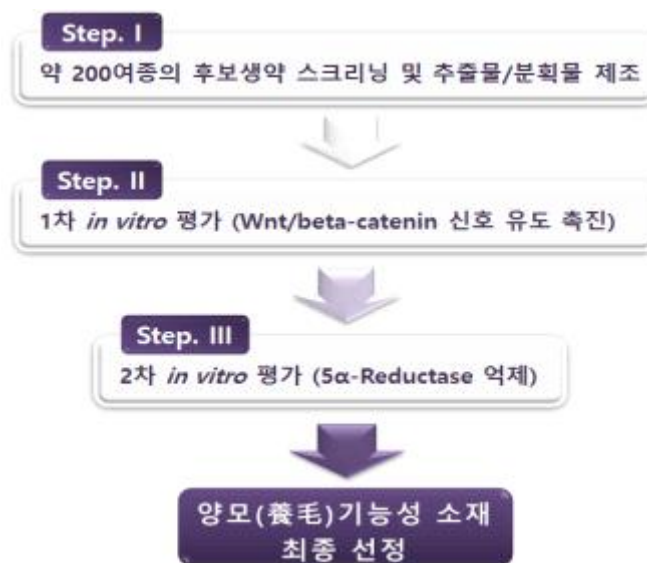 Step. I
약 200여종의 후보생약 스크리닝 및 추출물/분획물 제조
Step. II
1차 in vitro 평가 (Wnt/beta-catenin 신호 유도 촉진)
Step. III
2차 in vitro 평가 (5α-Reductase 억제)
양모(養毛)기능성 소재
최종 선정